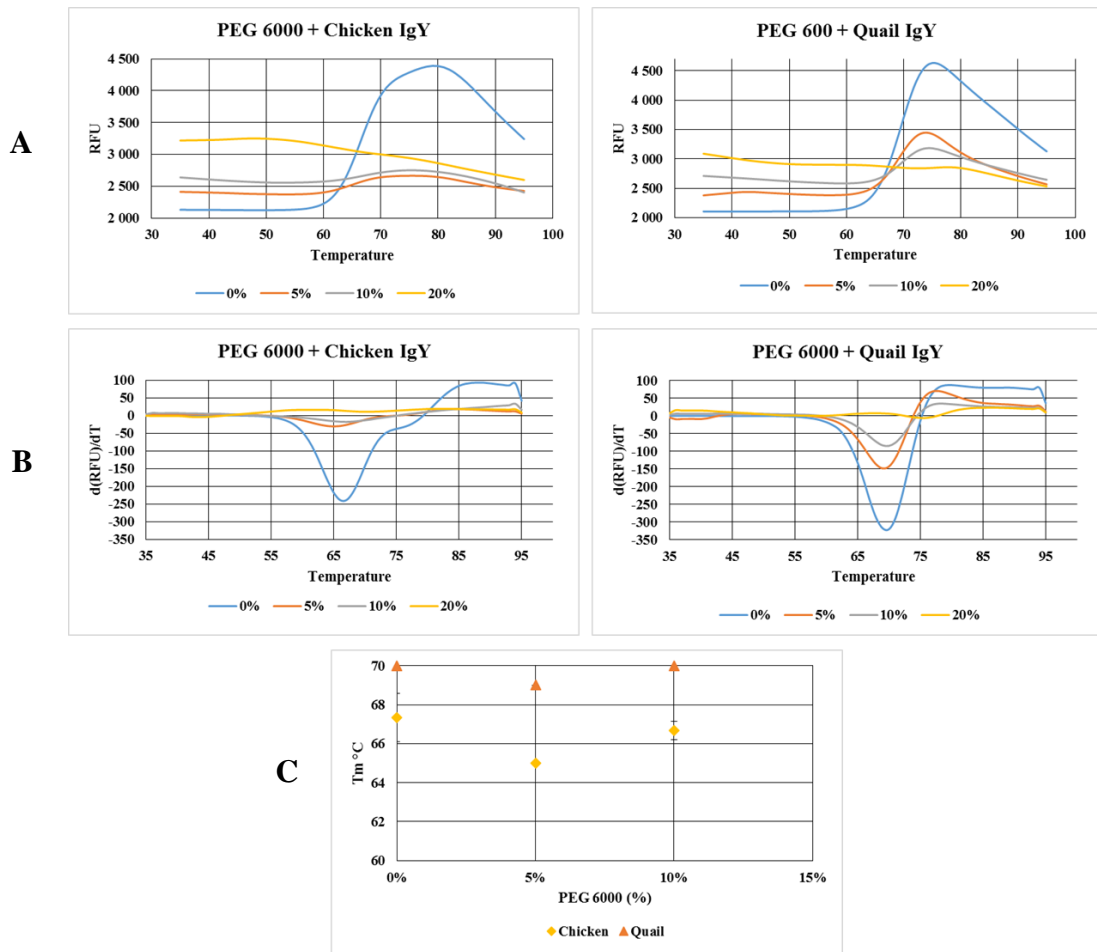 A
PEG 6000 + Chicken IgY
RFU
4 500
4 000
3 500
3 000
2 500
2 000
30 40 50 60 70 80 90 100
Temperature
0% 5% 10% 20%
PEG 600 + Quail IgY
RFU
4 500
4 000
3 500
3 000
2 500
2 000
30 40 50 60 70 80 90 100
Temperature
0% 5% 10% 20%
B
PEG 6000 + Chicken IgY
d(RFU)/dT
100
50
0
-50
-100
-150
-200
-250
-300
-350
35 45 55 65 75 85 95
Temperature
0% 5% 10% 20%
PEG 6000 + Quail IgY
d(RFU)/dT
100
50
0
-50
-100
-150
-200
-250
-300
-350
35 45 55 65 75 85 95
Temperature
0% 5% 10% 20%
C
Tm °C
70
68
66
64
62
60
0% 5% 10% 15%
PEG 6000 (%)
Chicken Quail